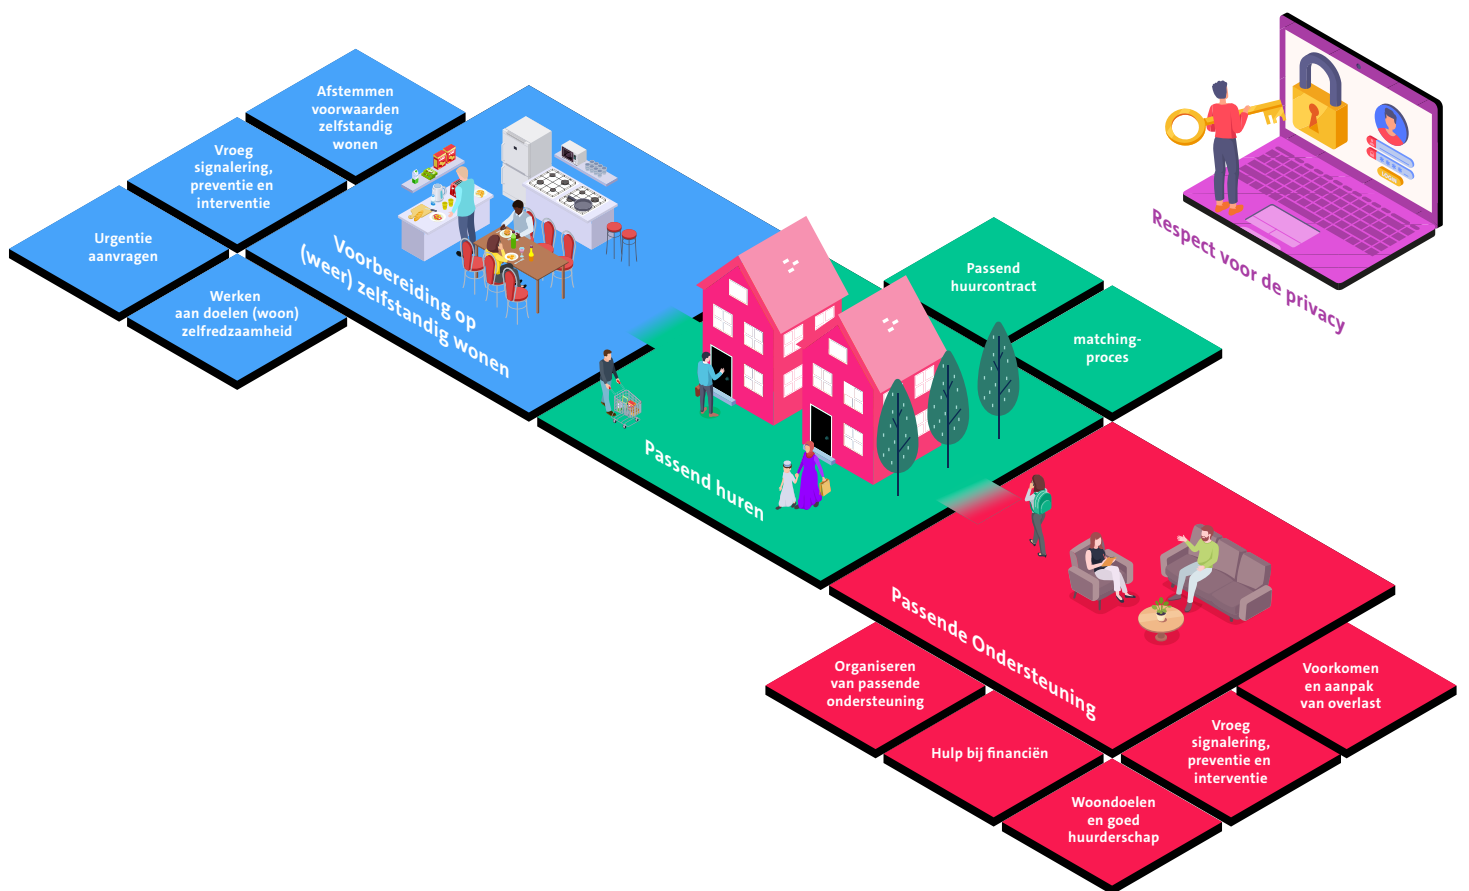 Afstemmen
voorwaarden
zelfstandig
wonen
Vroeg
signalering,
preventie en
interventie
Urgentie
aanvragen
Werken
aan doelen (woon)
zelfredzaamheid
Voorbereiding op
(weer) zelfstandig wonen
Passend
huurcontract
matching-
proces
Passend huren
Respect voor de privacy
Passende Ondersteuning
Organiseren
van passende
ondersteuning
Hulp bij financiën
Woondoelen
en goed
huurderschap
Vroeg
signalering,
preventie en
interventie
Voorkomen
en aanpak
van overlast